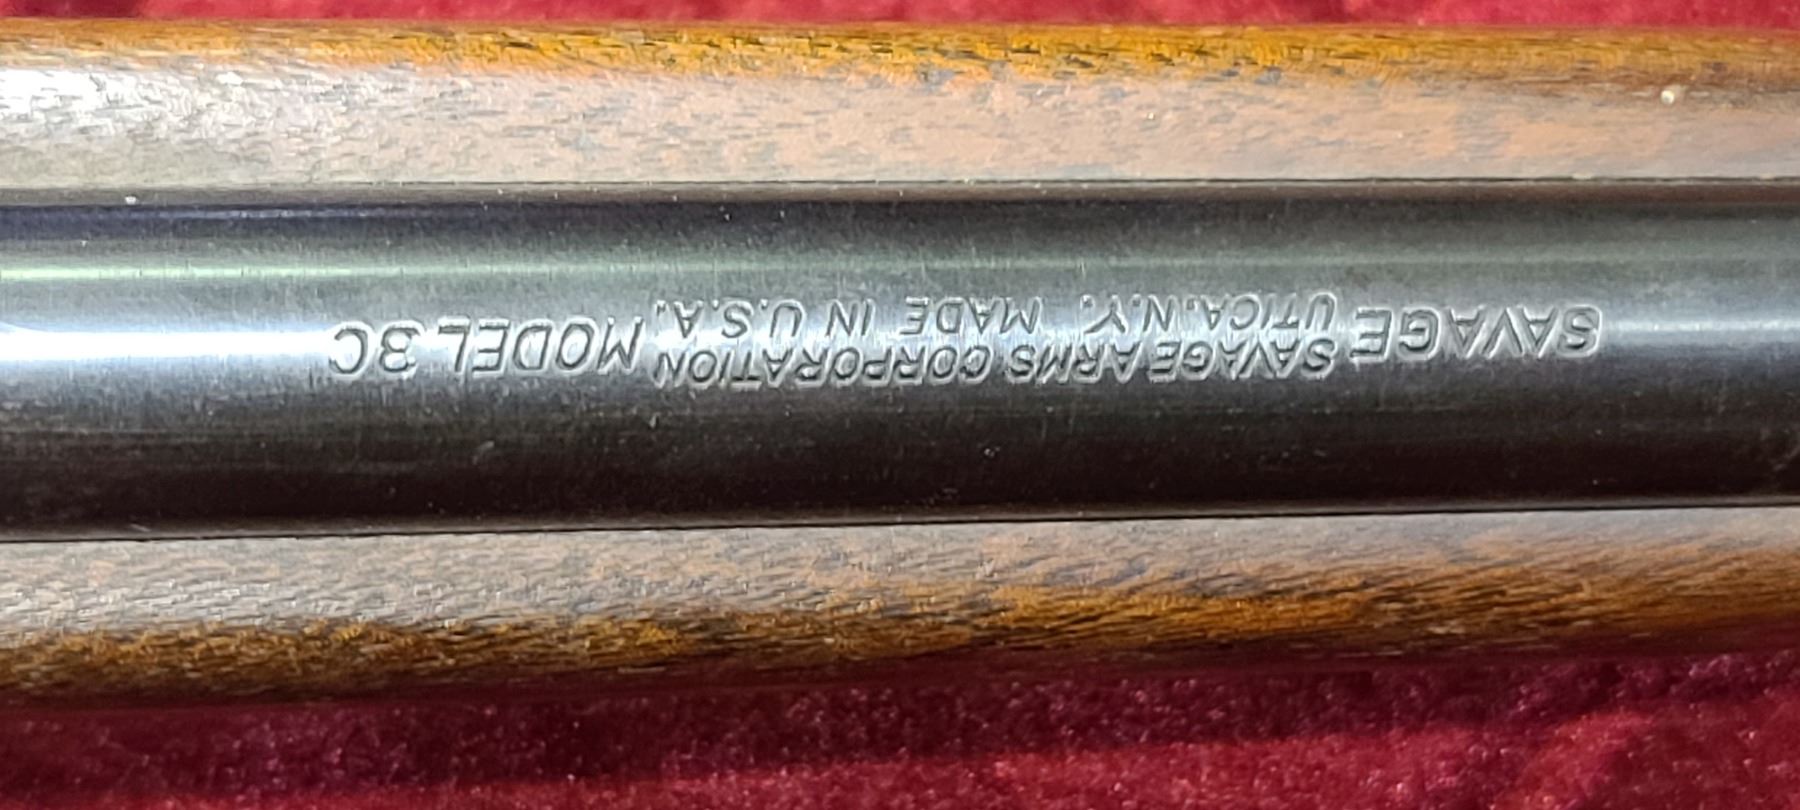 SAVAGE
SAVAGE ARMS CORPORATION
UTICA. N.Y. MADE IN U.S.A.
MODEL 3C